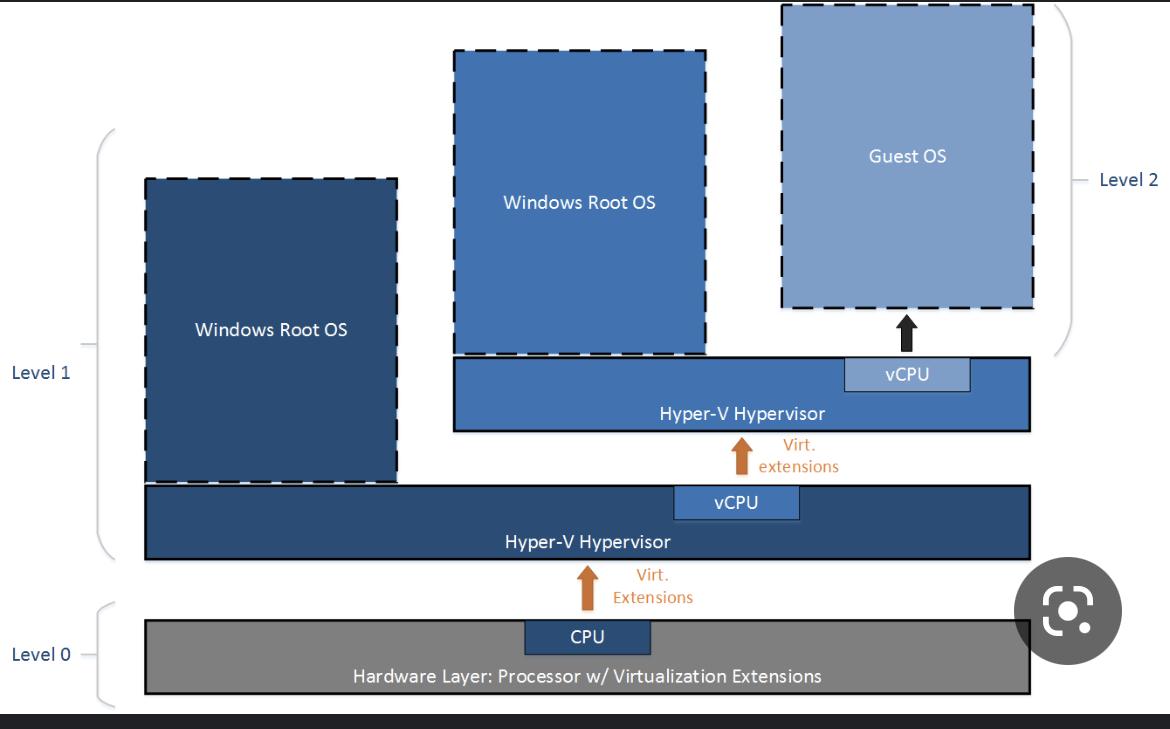 Guest OS
Level 2
Windows Root OS
Windows Root OS
Level 1
vCPU
Hyper-V Hypervisor
Virt.
extensions
vCPU
Hyper-V Hypervisor
Virt.
Extensions
CPU
Level 0
Hardware Layer: Processor w/ Virtualization Extensions